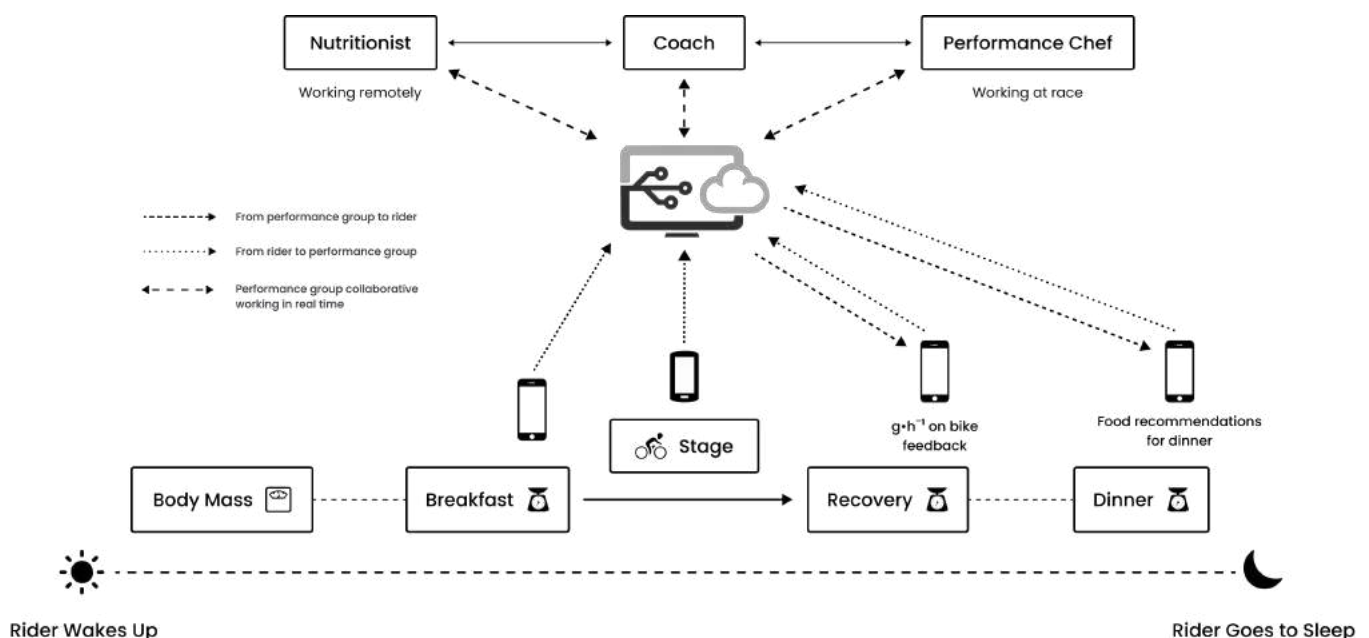 Nutritionist
Coach
Performance Chef
Working remotely
Working at race
From performance group to rider
From rider to performance group
Performance group collaborative
working in real time
g•h⁻¹ on bike
feedback
Food recommendations
for dinner
Stage
Body Mass
Breakfast
Recovery
Dinner
Rider Wakes Up
Rider Goes to Sleep